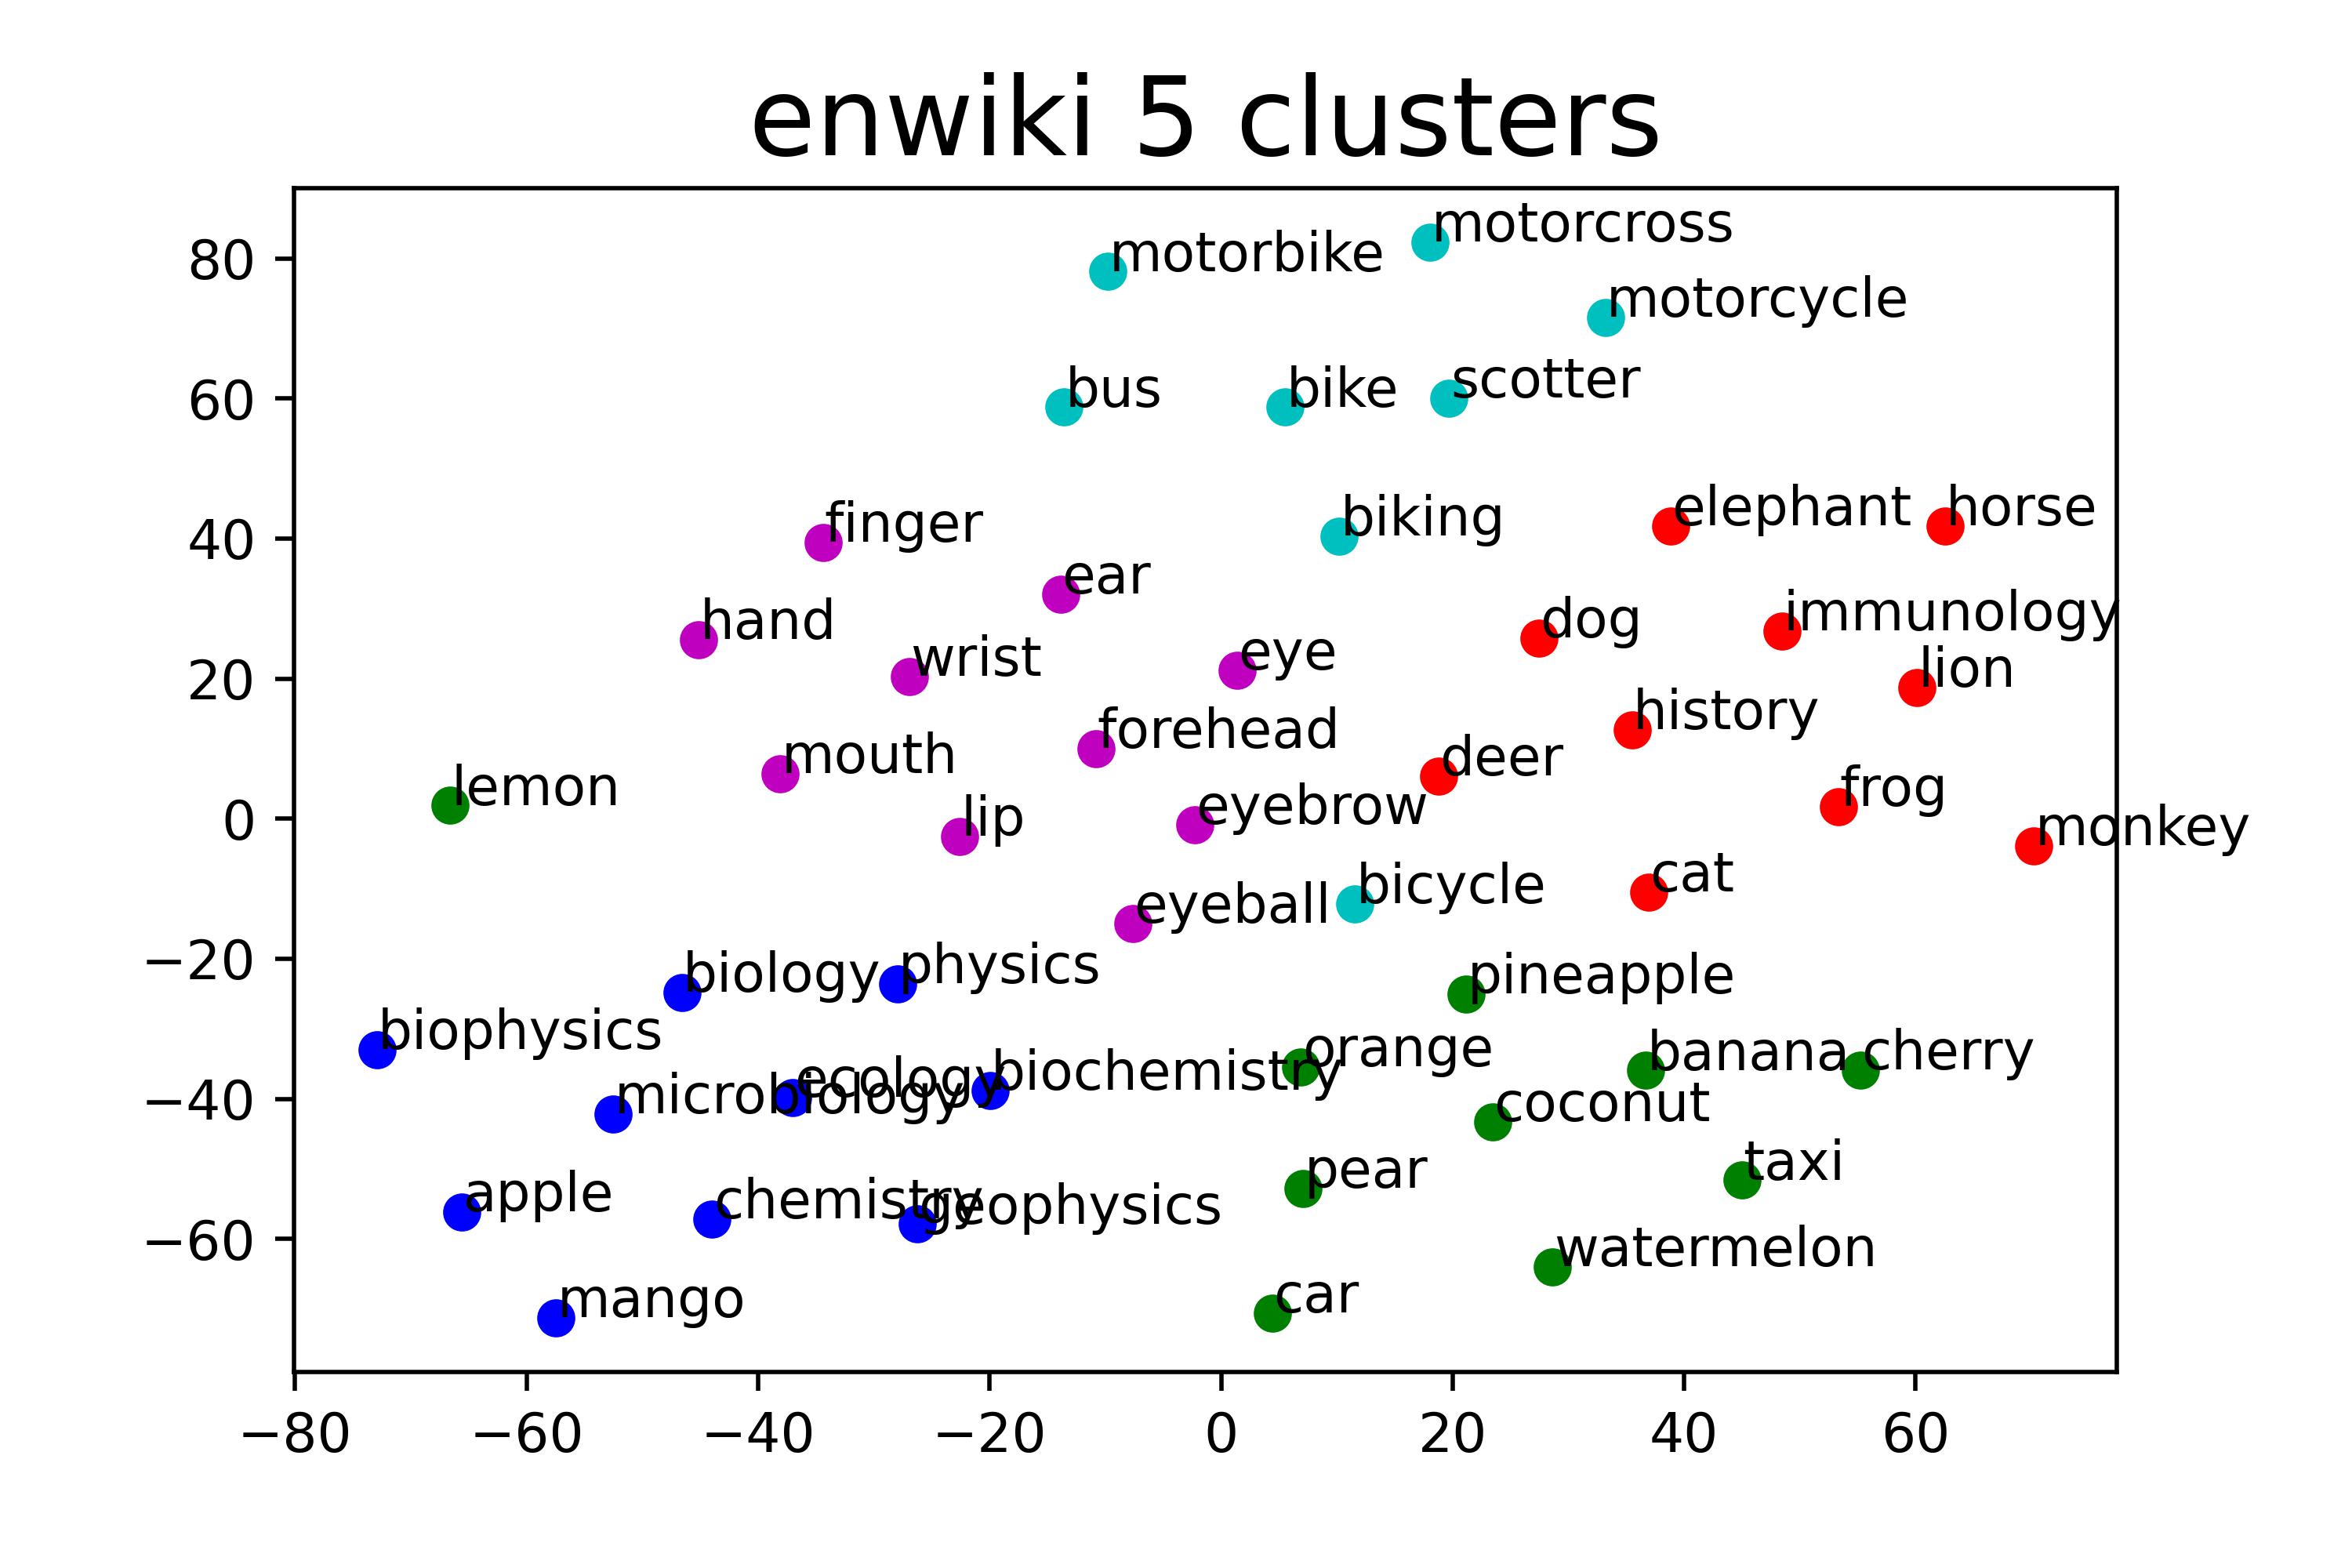 enwiki 5 clusters
motorcross
motorbike
80
motorcycle
scotter
bus
bike
60
elephant
horse
biking
finger
40
ear
immunology
dog
hand
eye
wrist
lion
20
history
forehead
mouth
deer
lemon
frog
eyebrow
lip
0
monkey
cat
bicycle
eyeball
physics
biology
pineapple
−20
biophysics
orange
banana
cherry
biochemistry
ecology
microbiology
coconut
−40
taxi
pear
apple
chemistry
geophysics
−60
watermelon
car
mango
−80
−60
−40
−20
0
20
40
60